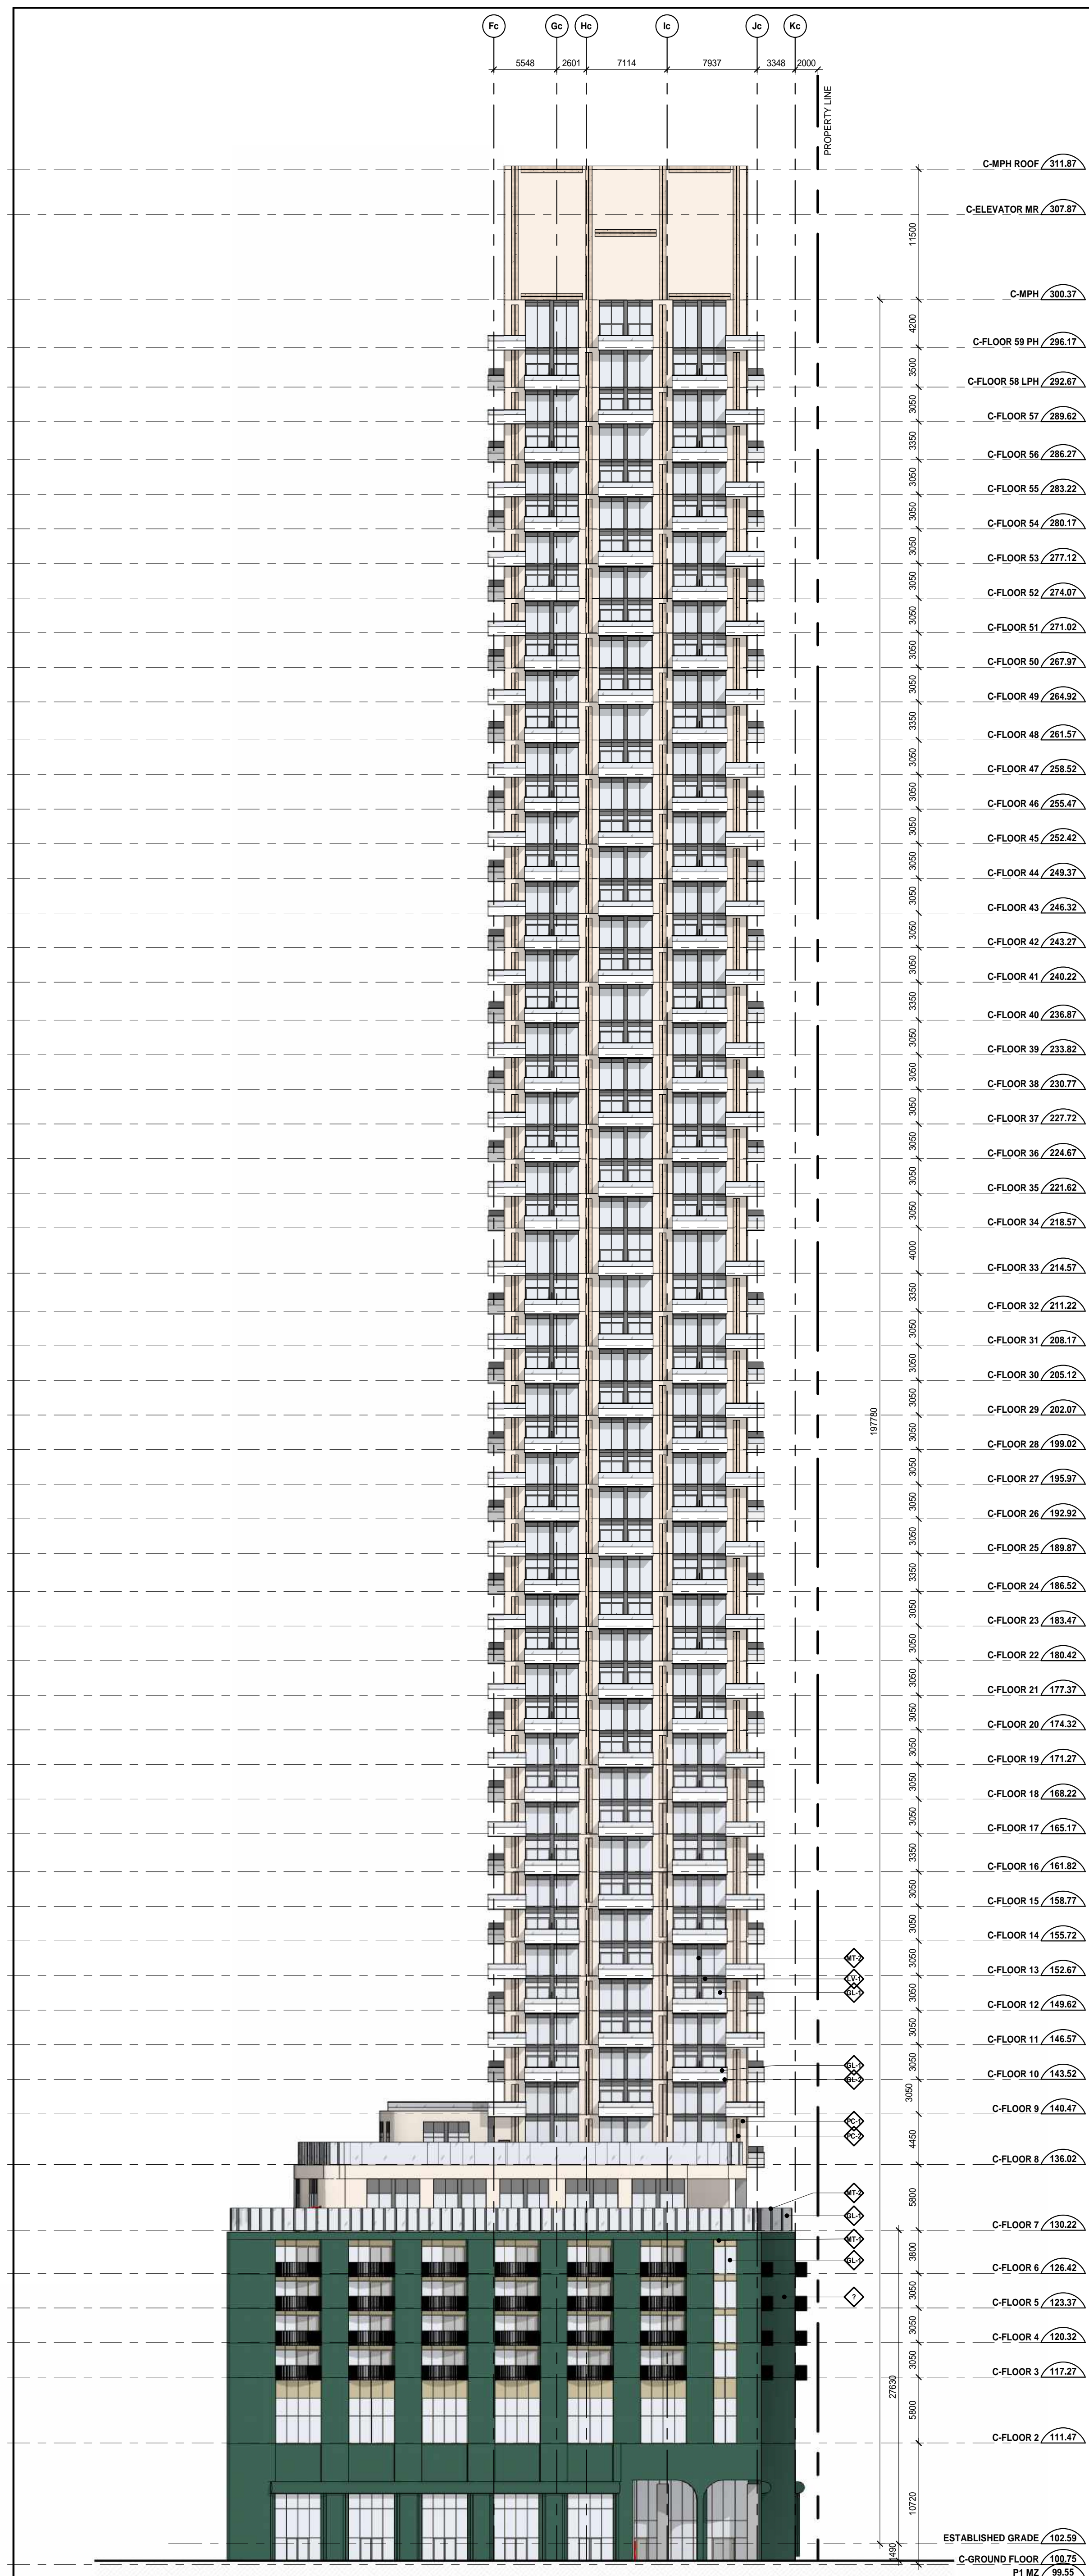 Fc Gc Hc Ic Jc Kc
5548 2601 7114 7937 3348 2000
PROPERTY LINE
C-MPH ROOF 311.87
C-ELEVATOR MR 307.87
11500
C-MPH 300.37
4200
C-FLOOR 59 PH 296.17
3500
C-FLOOR 58 LPH 292.67
3050
C-FLOOR 57 289.62
3350
C-FLOOR 56 286.27
3050
C-FLOOR 55 283.22
3050
C-FLOOR 54 280.17
3050
C-FLOOR 53 277.12
3050
C-FLOOR 52 274.07
3050
C-FLOOR 51 271.02
3050
C-FLOOR 50 267.97
3050
C-FLOOR 49 264.92
3350
C-FLOOR 48 261.57
3050
C-FLOOR 47 258.52
3050
C-FLOOR 46 255.47
3050
C-FLOOR 45 252.42
3050
C-FLOOR 44 249.37
3050
C-FLOOR 43 246.32
3050
C-FLOOR 42 243.27
3050
C-FLOOR 41 240.22
3350
C-FLOOR 40 236.87
3050
C-FLOOR 39 233.82
3050
C-FLOOR 38 230.77
3050
C-FLOOR 37 227.72
3050
C-FLOOR 36 224.67
3050
C-FLOOR 35 221.62
3050
C-FLOOR 34 218.57
4000
C-FLOOR 33 214.57
3350
C-FLOOR 32 211.22
3050
C-FLOOR 31 208.17
3050
C-FLOOR 30 205.12
3050
C-FLOOR 29 202.07
197780
3050
C-FLOOR 28 199.02
3050
C-FLOOR 27 195.97
3050
C-FLOOR 26 192.92
3050
C-FLOOR 25 189.87
3350
C-FLOOR 24 186.52
3050
C-FLOOR 23 183.47
3050
C-FLOOR 22 180.42
3050
C-FLOOR 21 177.37
3050
C-FLOOR 20 174.32
3050
C-FLOOR 19 171.27
3050
C-FLOOR 18 168.22
3050
C-FLOOR 17 165.17
3350
C-FLOOR 16 161.82
3050
C-FLOOR 15 158.77
3050
C-FLOOR 14 155.72
MT-2
3050
C-FLOOR 13 152.67
LV-1
GL-1
3050
C-FLOOR 12 149.62
3050
C-FLOOR 11 146.57
GL-1
3050
C-FLOOR 10 143.52
GL-2
3050
C-FLOOR 9 140.47
PC-1
PC-2
4450
C-FLOOR 8 136.02
MT-2
5800
GL-1
C-FLOOR 7 130.22
MT-1
3800
GL-1
C-FLOOR 6 126.42
?
3050
C-FLOOR 5 123.37
3050
C-FLOOR 4 120.32
3050
C-FLOOR 3 117.27
27630
5800
C-FLOOR 2 111.47
10720
ESTABLISHED GRADE 102.59
1490
C-GROUND FLOOR 100.75
P1 MZ 99.55